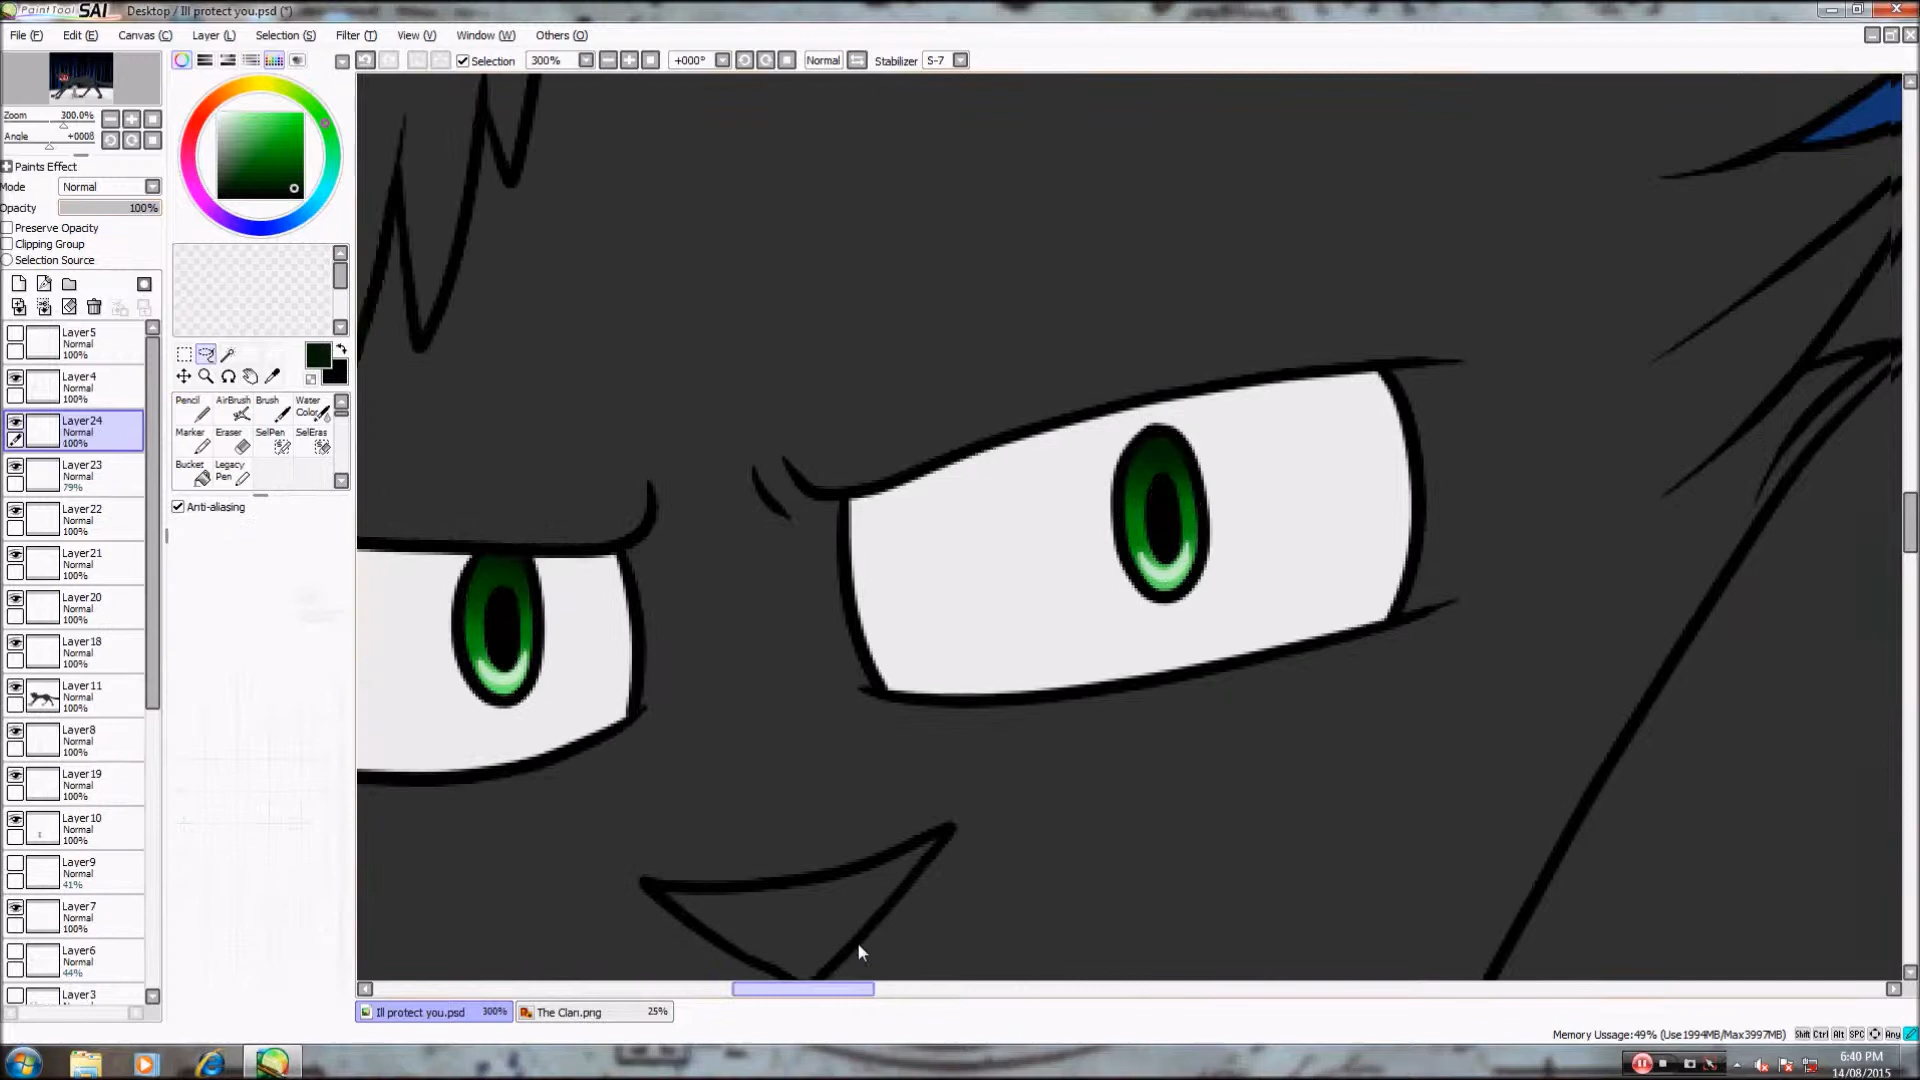 PaintTool SAI Desktop / Ill protect you.psd (*)
File (F) Edit (E) Canvas (C) Layer (L) Selection (S) Filter (T) View (V) Window (W) Others (O)
Selection 300% +000° Normal Stabilizer S-7
Zoom 300.0%
Angle +000ß
Paints Effect
Mode Normal
Opacity 100%
Preserve Opacity
Clipping Group
Selection Source
Layer5
Normal
100%
Layer4
Normal
100%
Layer24
Normal
100%
Layer23
Normal
79%
Layer22
Normal
100%
Layer21
Normal
100%
Layer20
Normal
100%
Layer18
Normal
100%
Layer11
Normal
100%
Layer8
Normal
100%
Layer19
Normal
100%
Layer10
Normal
100%
Layer9
Normal
41%
Layer7
Normal
100%
Layer6
Normal
44%
Layer3
Pencil AirBrush Brush Water Color
Marker Eraser SelPen SelEras
Bucket Legacy Pen
Anti-aliasing
Ill protect you.psd 300% The Clan.png 25%
Memory Ussage:49% (Use1994MB/Max3997MB) Shift Ctrl Alt SPC Any
6:40 PM
14/08/2015